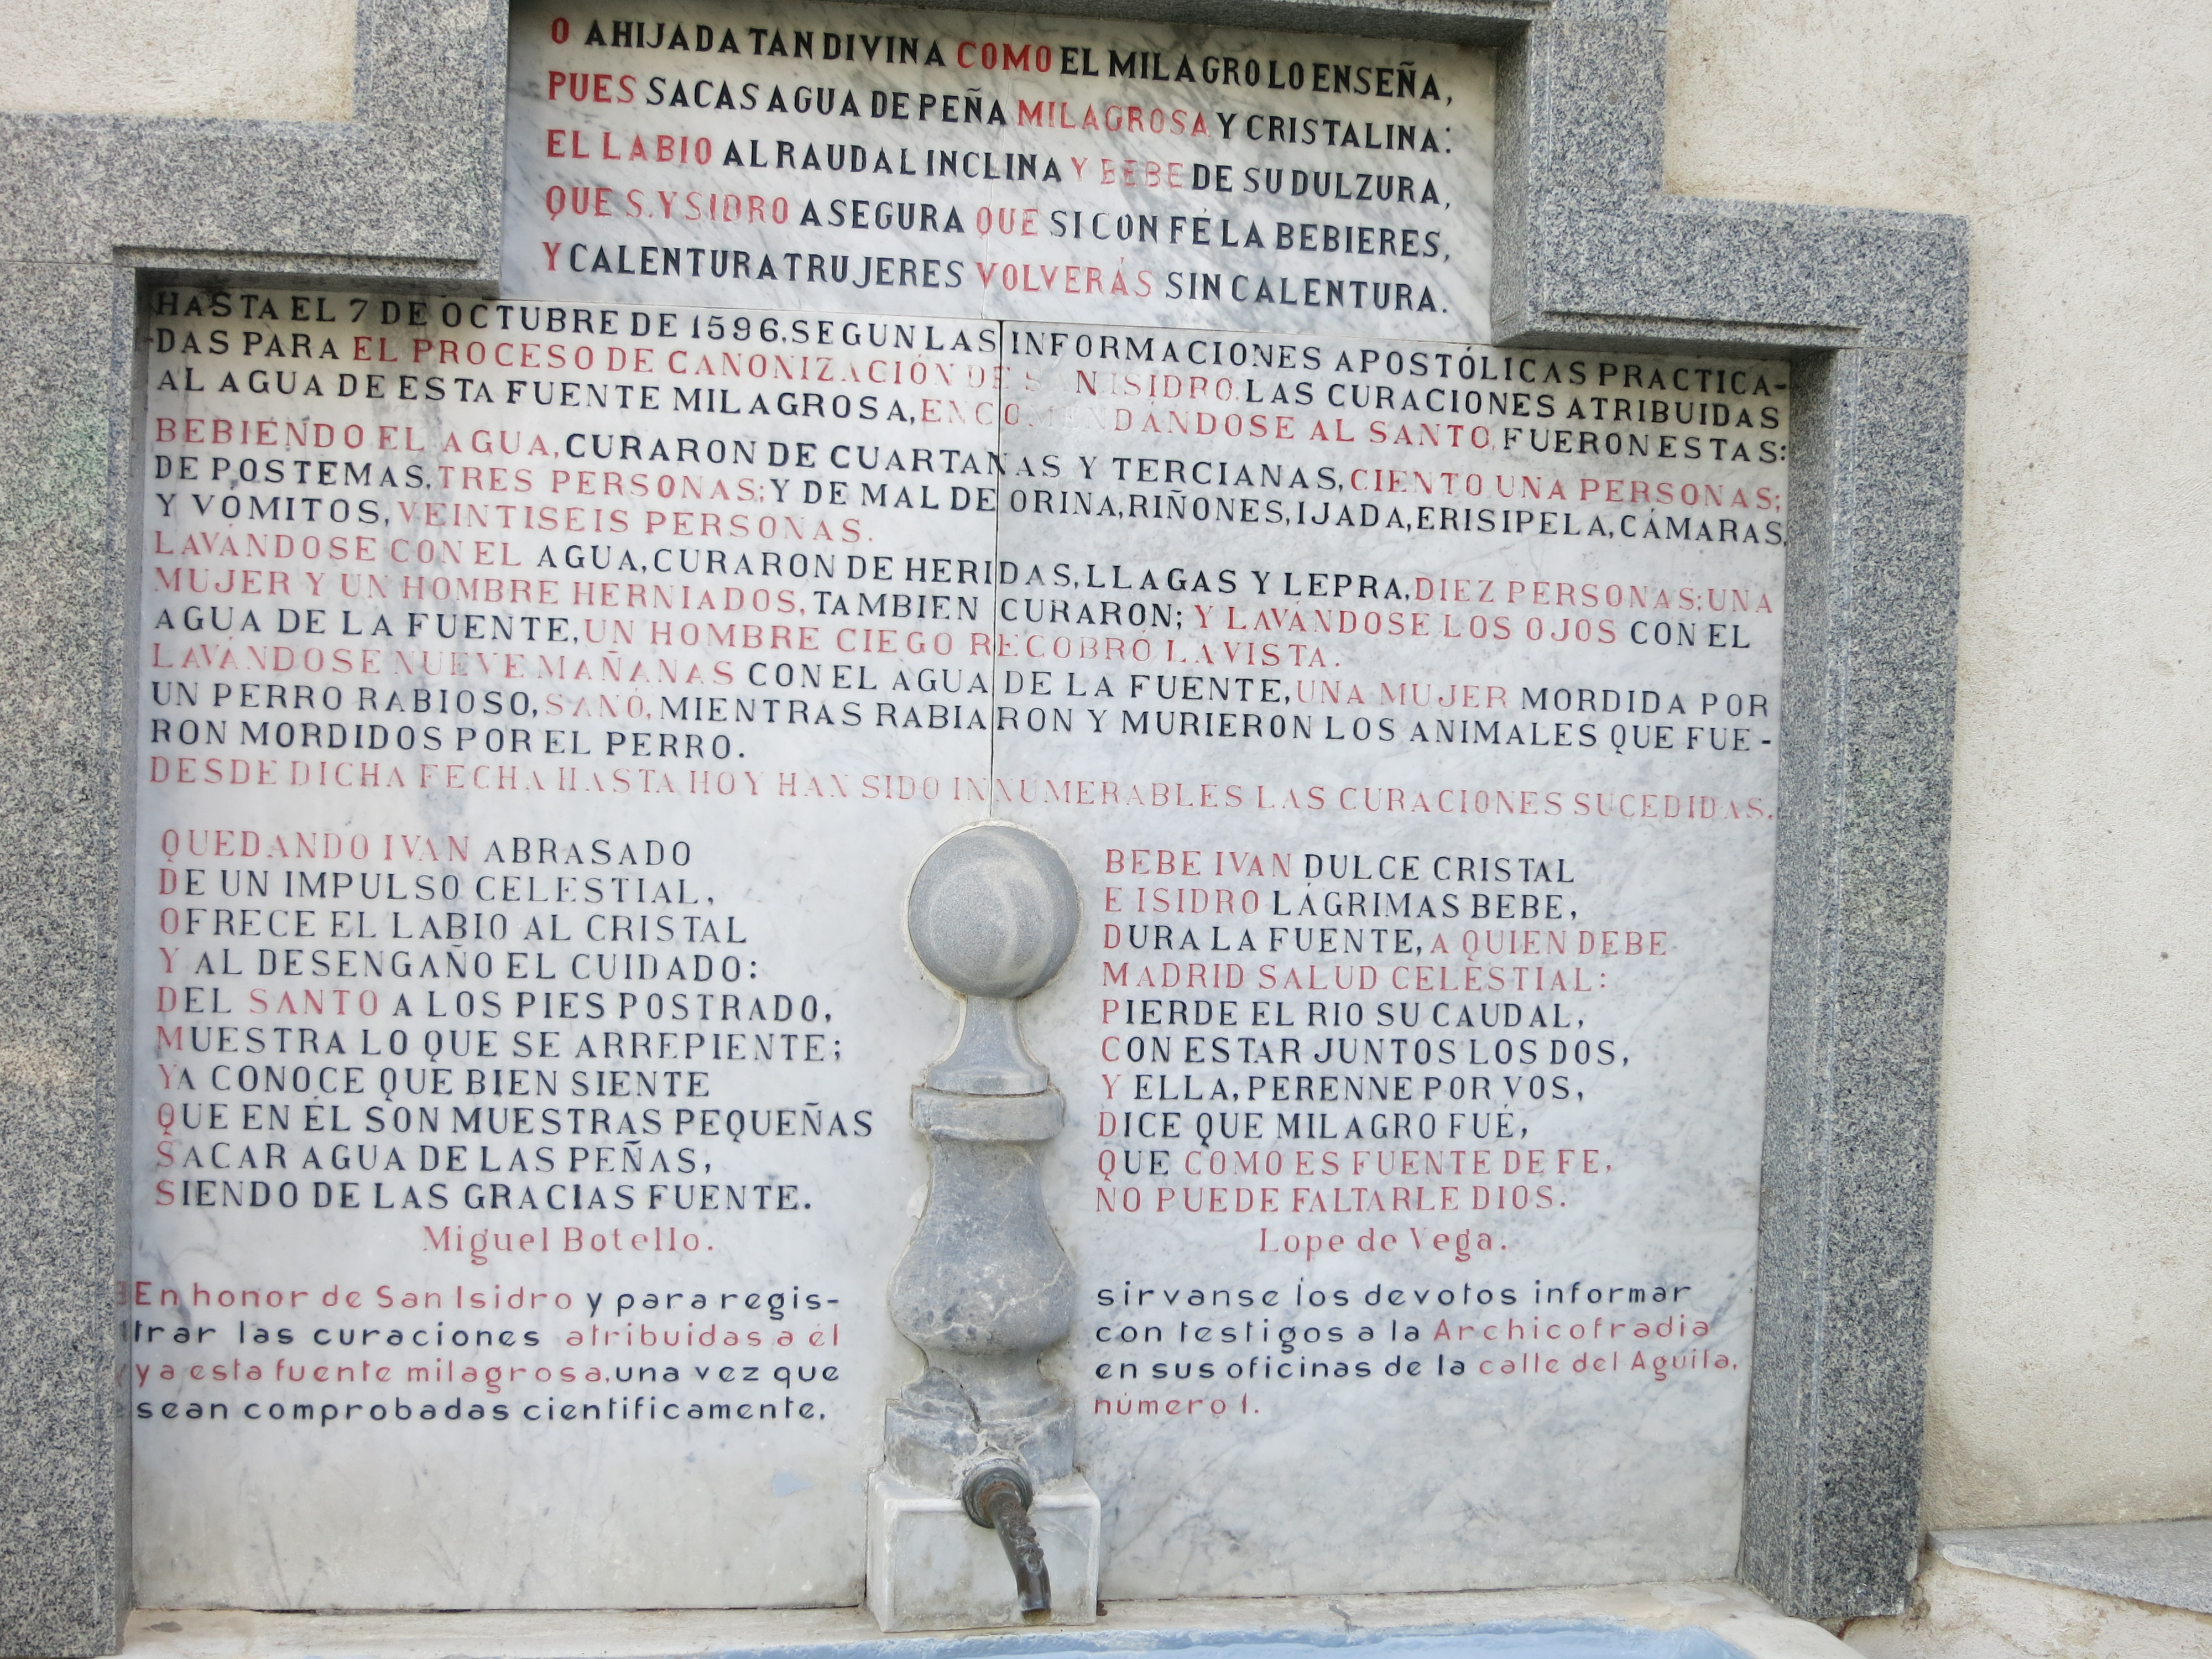 O AHIJADA TAN DIVINA COMO EL MILAGRO LO ENSEÑA,
PUES SACAS AGUA DE PEÑA MILAGROSA Y CRISTALINA:
EL LABIO AL RAUDAL INCLINA Y BEBE DE SU DULZURA,
QUE S. YSIDRO ASEGURA QUE SI CON FÉ LA BEBIERES,
Y CALENTURA TRUJERES VOLVERÁS SIN CALENTURA.
HASTA EL 7 DE OCTUBRE DE 1596, SEGUN LAS INFORMACIONES APOSTÓLICAS PRACTICA-
DAS PARA EL PROCESO DE CANONIZACIÓN DE SAN ISIDRO, LAS CURACIONES ATRIBUIDAS
AL AGUA DE ESTA FUENTE MILAGROSA, ENCOMENDÁNDOSE AL SANTO, FUERON ESTAS:
BEBIENDO EL AGUA, CURARON DE CUARTANAS Y TERCIANAS, CIENTO UNA PERSONAS;
DE POSTEMAS, TRES PERSONAS; Y DE MAL DE ORINA, RIÑONES, IJADA, ERISIPELA, CÁMARAS,
Y VÓMITOS, VEINTISEIS PERSONAS.
LAVÁNDOSE CON EL AGUA, CURARON DE HERIDAS, LLAGAS Y LEPRA, DIEZ PERSONAS; UNA
MUJER Y UN HOMBRE HERNIADOS, TAMBIEN CURARON; Y LAVÁNDOSE LOS OJOS CON EL
AGUA DE LA FUENTE, UN HOMBRE CIEGO RECOBRÓ LA VISTA.
LAVÁNDOSE NUEVE MAÑANAS CON EL AGUA DE LA FUENTE, UNA MUJER MORDIDA POR
UN PERRO RABIOSO, SANÓ, MIENTRAS RABIARON Y MURIERON LOS ANIMALES QUE FUE-
RON MORDIDOS POR EL PERRO.
DESDE DICHA FECHA HASTA HOY HAN SIDO INNUMERABLES LAS CURACIONES SUCEDIDAS.
QUEDANDO IVAN ABRASADO
DE UN IMPULSO CELESTIAL,
OFRECE EL LABIO AL CRISTAL
Y AL DESENGAÑO EL CUIDADO:
DEL SANTO A LOS PIES POSTRADO,
MUESTRA LO QUE SE ARREPIENTE;
YA CONOCE QUE BIEN SIENTE
QUE EN ÉL SON MUESTRAS PEQUEÑAS
SACAR AGUA DE LAS PEÑAS,
SIENDO DE LAS GRACIAS FUENTE.
Miguel Botello.
BEBE IVAN DULCE CRISTAL
E ISIDRO LÁGRIMAS BEBE,
DURA LA FUENTE, A QUIEN DEBE
MADRID SALUD CELESTIAL:
PIERDE EL RIO SU CAUDAL,
CON ESTAR JUNTOS LOS DOS,
Y ELLA, PERENNE POR VOS,
DICE QUE MILAGRO FUÉ,
QUE COMO ES FUENTE DE FE,
NO PUEDE FALTARLE DIOS.
Lope de Vega.
En honor de San Isidro y para regis-
trar las curaciones atribuidas a él
y a esta fuente milagrosa, una vez que
sean comprobadas cientificamente,
sirvanse los devotos informar
con testigos a la Archicofradia
en sus oficinas de la calle del Aguila,
número 1.